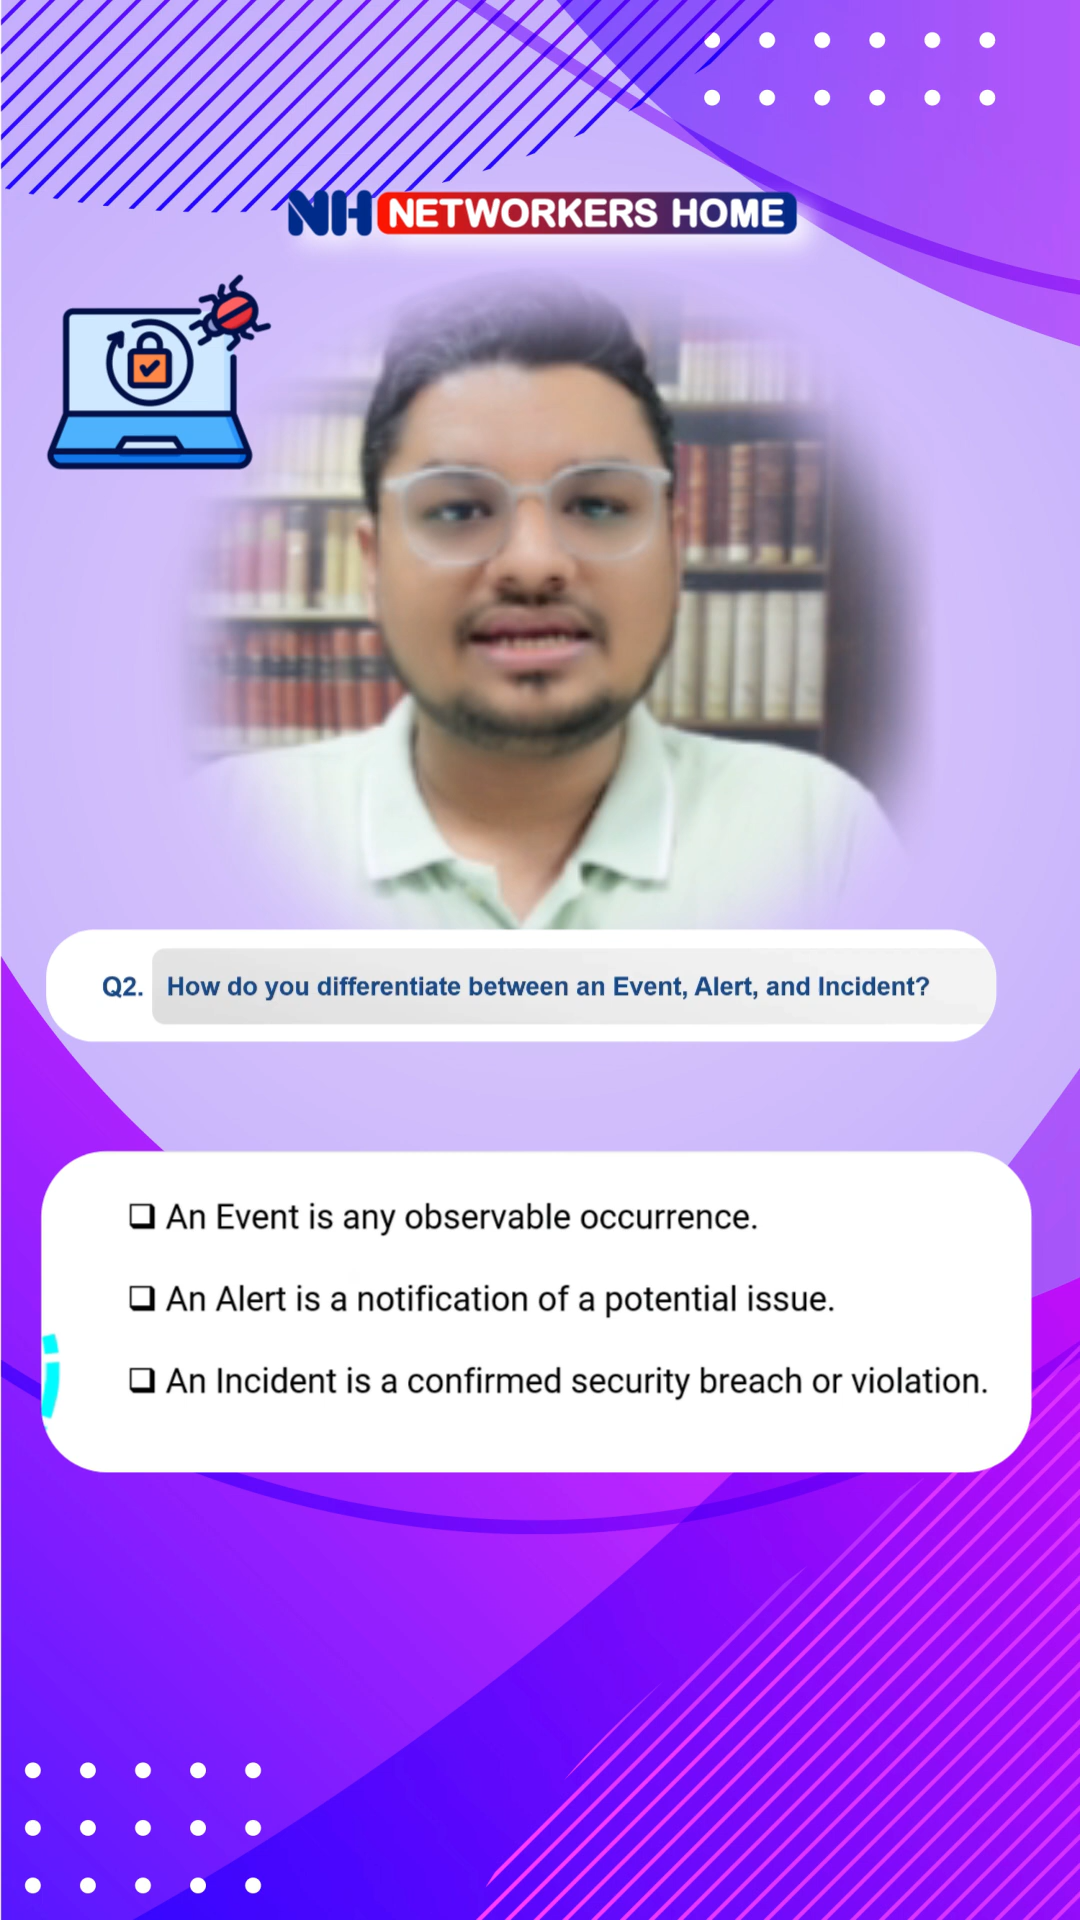 NH NETWORKERS HOME
Q2. How do you differentiate between an Event, Alert, and Incident?
❑ An Event is any observable occurrence.
❑ An Alert is a notification of a potential issue.
❑ An Incident is a confirmed security breach or violation.